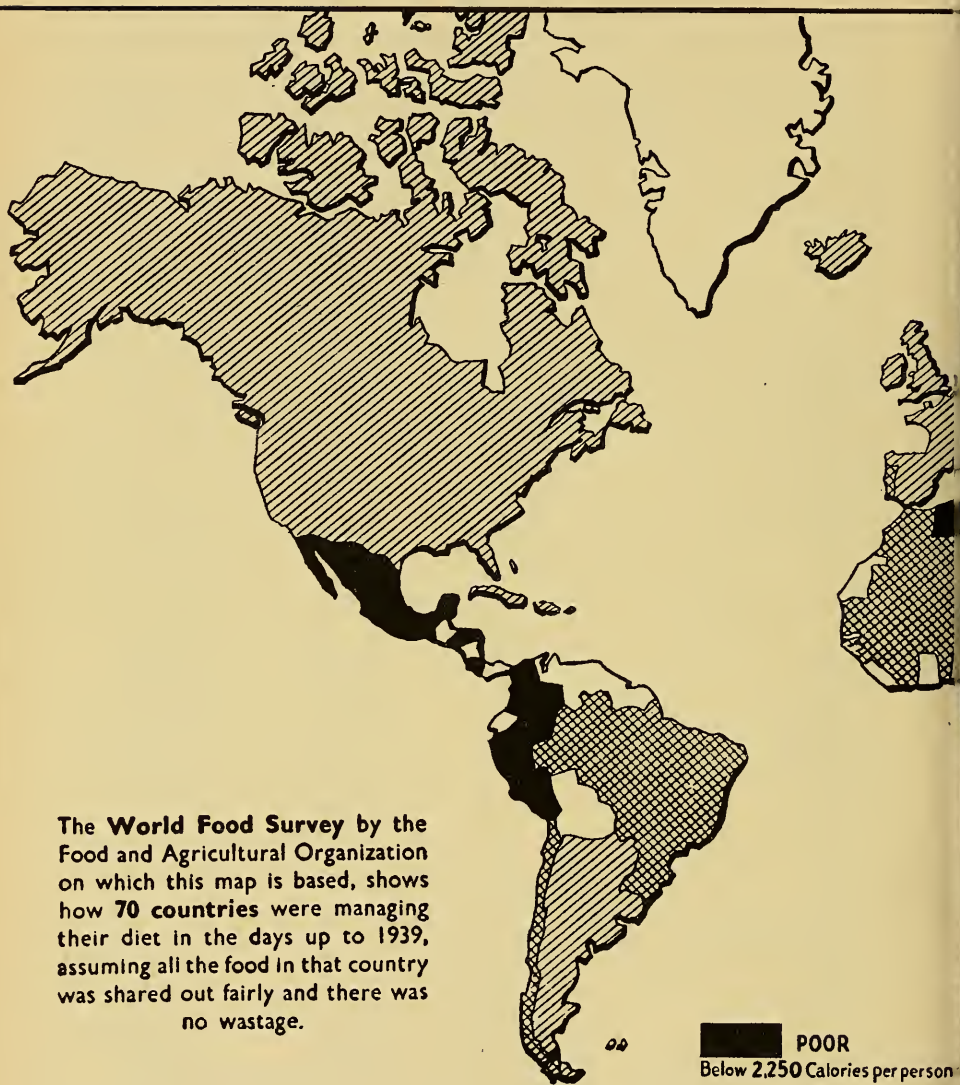 The World Food Survey by the
Food and Agricultural Organization
on which this map is based, shows
how 70 countries were managing
their diet in the days up to 1939,
assuming all the food in that country
was shared out fairly and there was
no wastage.
POOR
Below 2,250 Calories per person